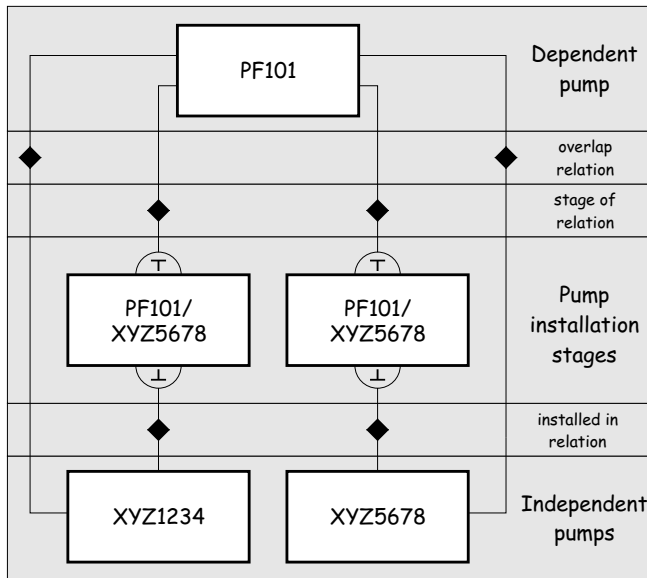 PF101
Dependent
pump
overlap
relation
stage of
relation
PF101/
XYZ5678
PF101/
XYZ5678
Pump
installation
stages
installed in
relation
XYZ1234
XYZ5678
Independent
pumps